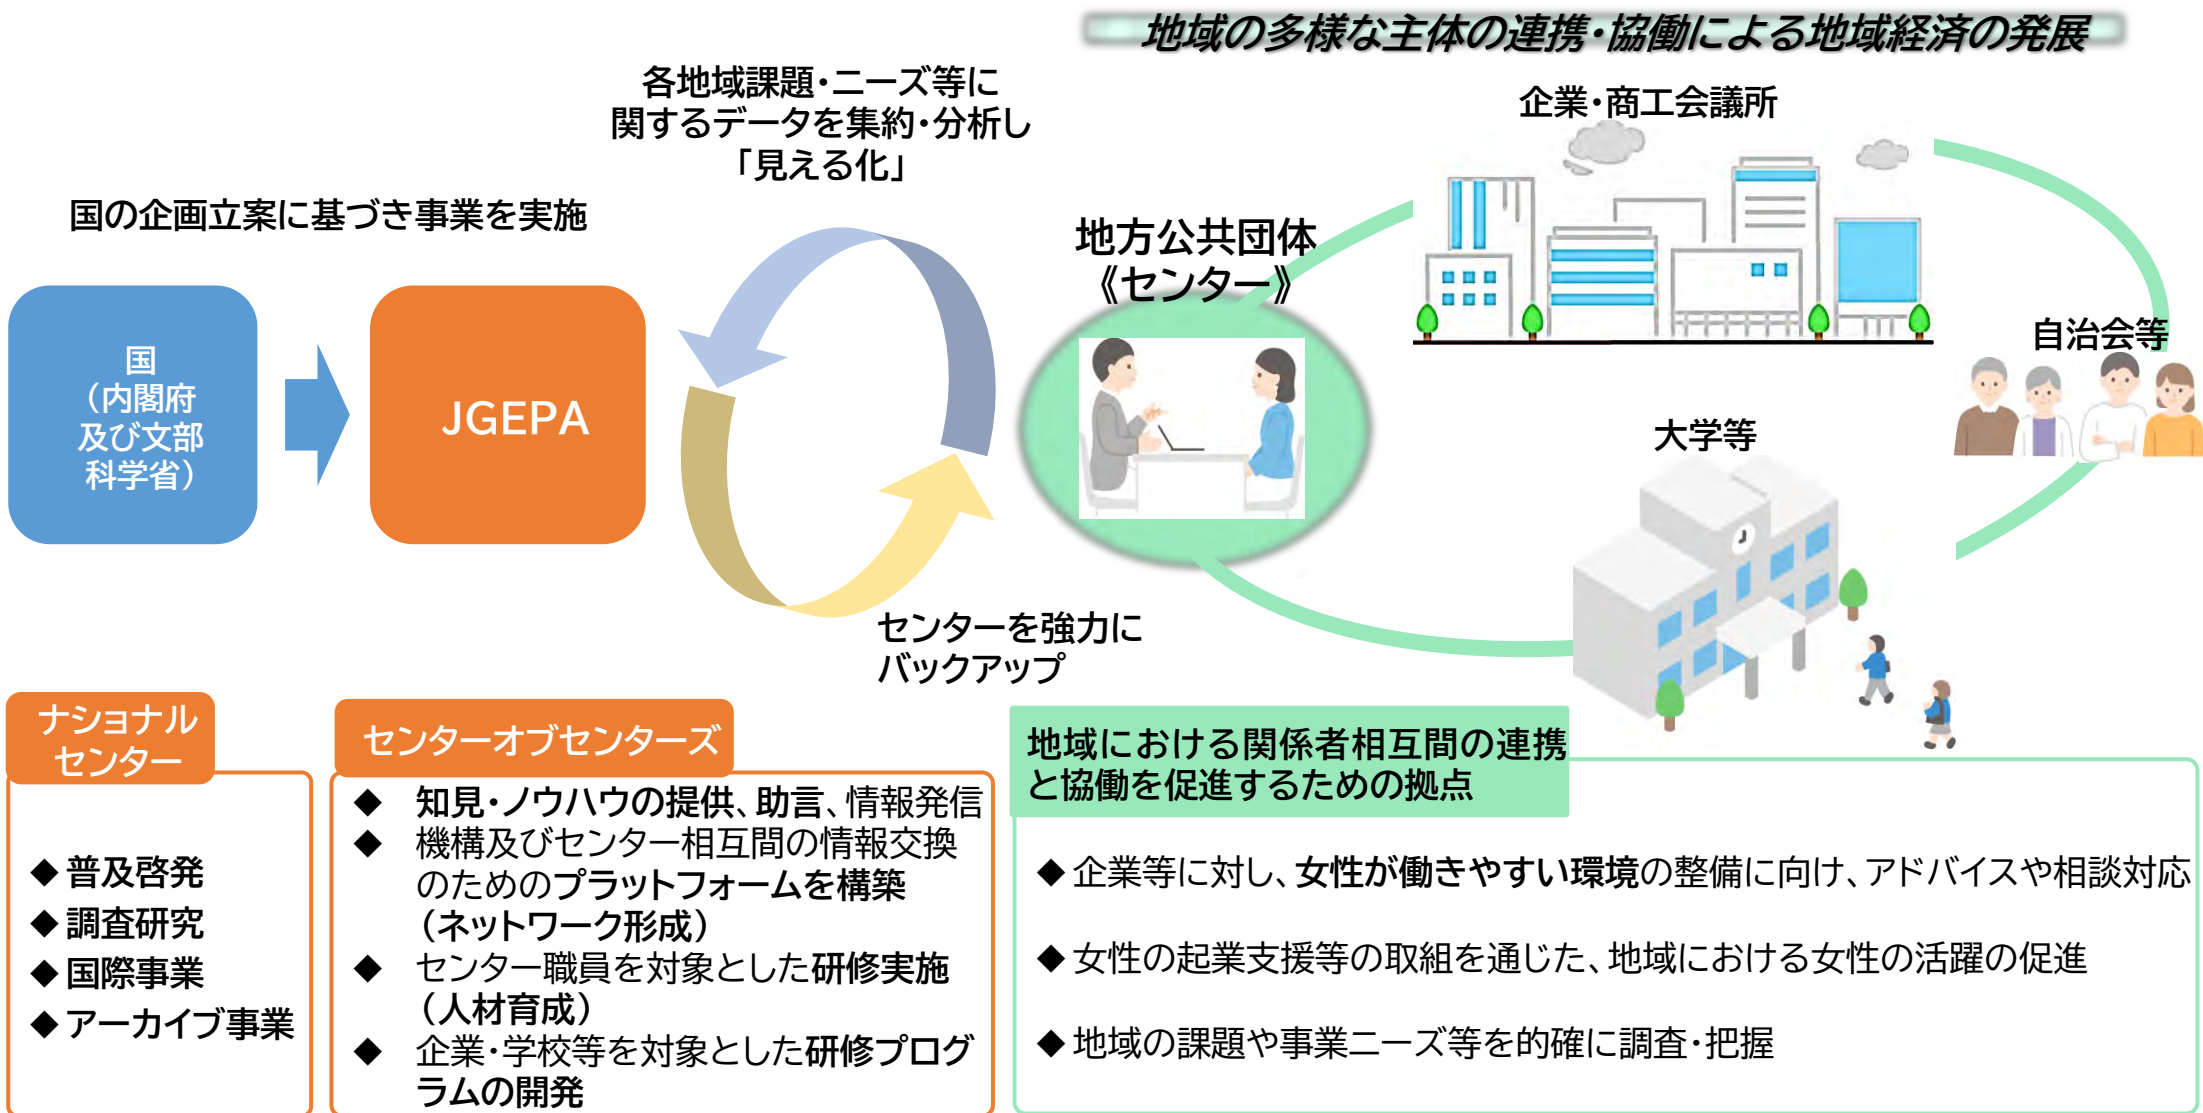 地域の多様な主体の連携・協働による地域経済の発展
各地域課題・ニーズ等に
関するデータを集約・分析し
「見える化」
企業・商工会議所
国の企画立案に基づき事業を実施
地方公共団体
《センター》
自治会等
国
（内閣府
及び文部
科学省）
JGEPA
大学等
センターを強力に
バックアップ
ナショナル
センター
◆ 普及啓発
◆ 調査研究
◆ 国際事業
◆ アーカイブ事業
センターオブセンターズ
◆ 知見・ノウハウの提供、助言、情報発信
◆ 機構及びセンター相互間の情報交換
のためのプラットフォームを構築
（ネットワーク形成）
◆ センター職員を対象とした研修実施
（人材育成）
◆ 企業・学校等を対象とした研修プログ
ラムの開発
地域における関係者相互間の連携
と協働を促進するための拠点
◆ 企業等に対し、女性が働きやすい環境の整備に向け、アドバイスや相談対応
◆ 女性の起業支援等の取組を通じた、地域における女性の活躍の促進
◆ 地域の課題や事業ニーズ等を的確に調査・把握